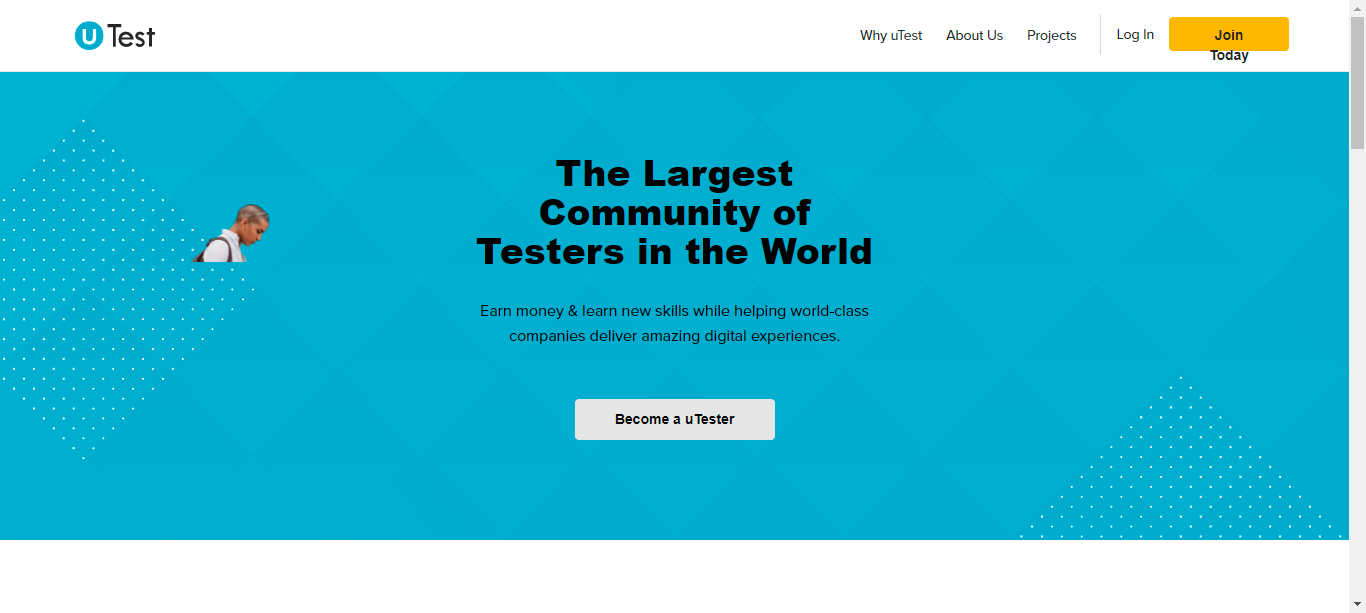 uTest
Why uTest
About Us
Projects
Log In
Join
Today
The Largest
Community of
Testers in the World
Earn money & learn new skills while helping world-class
companies deliver amazing digital experiences.
Become a uTester